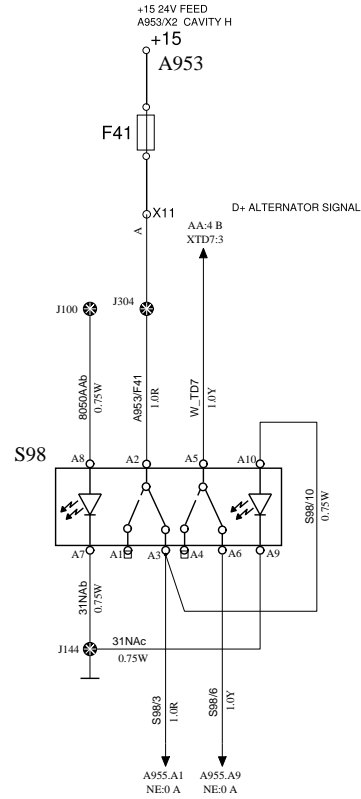 +15 24V FEED
A953/X2 CAVITY H
+15
A953
F41
X11
A
D+ ALTERNATOR SIGNAL
AA:4 B
XTD7:3
J100
J304
8050AAb
0.75W
A953/F41
1.0R
W_TD7
1.0Y
S98
A8
A2
A5
A10
S98/10
0.75W
A7
A1
A3
A4
A6
A9
31NAb
0.75W
J144
31NAc
0.75W
S98/3
1.0R
S98/6
1.0Y
A955.A1
NE:0 A
A955.A9
NE:0 A